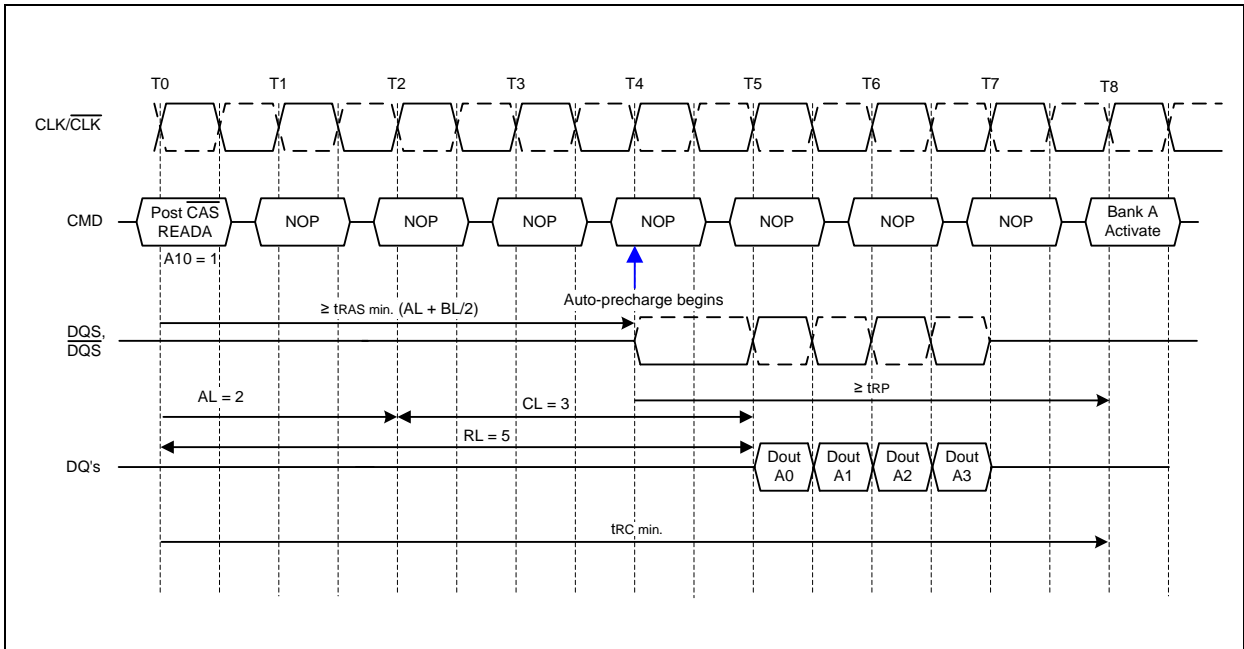 T0 T1 T2 T3 T4 T5 T6 T7 T8
CLK/CLK
CMD
Post CAS
READA
NOP NOP NOP NOP NOP NOP NOP
Bank A
Activate
A10 = 1
Auto-precharge begins
≥ tRAS min. (AL + BL/2)
DQS,
DQS
≥ tRP
AL = 2
CL = 3
RL = 5
DQ's
Dout
A0
Dout
A1
Dout
A2
Dout
A3
tRC min.